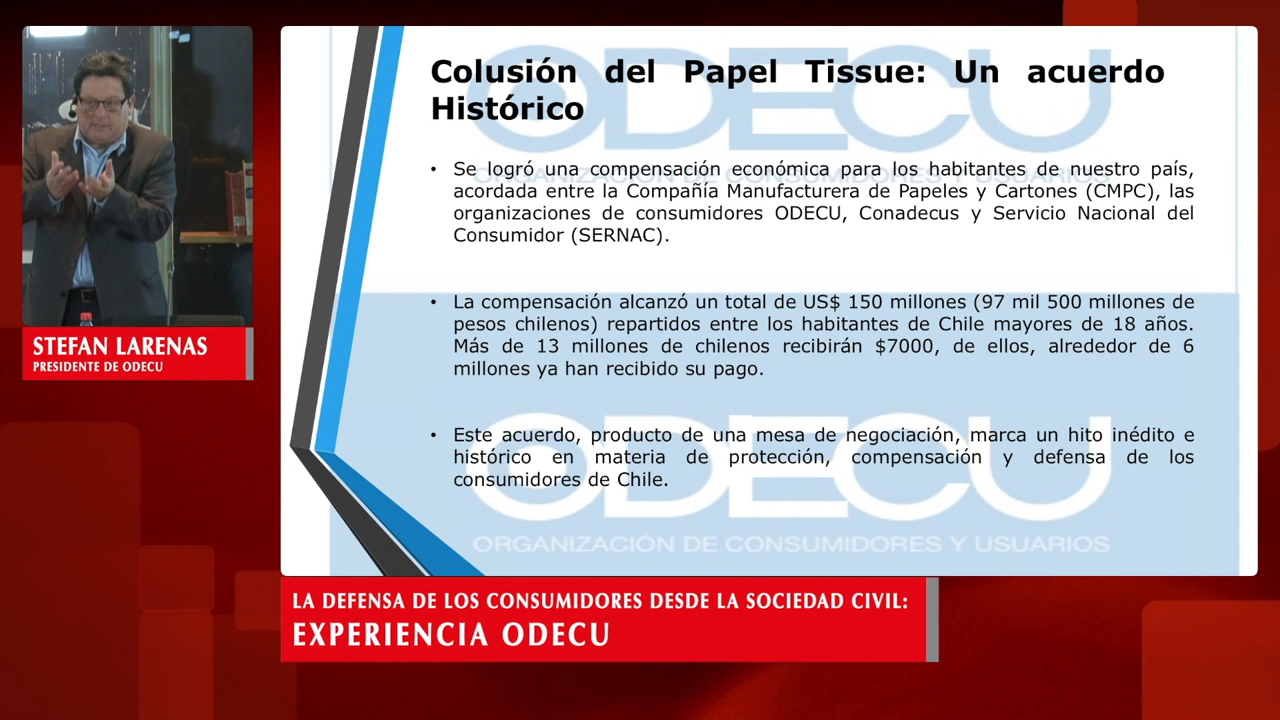 STEFAN LARENAS
PRESIDENTE DE ODECU
ODECU
ORGANIZACIÓN DE CONSUMIDORES Y USUARIOS
Colusión del Papel Tissue: Un acuerdo
Histórico
• Se logró una compensación económica para los habitantes de nuestro país,
acordada entre la Compañía Manufacturera de Papeles y Cartones (CMPC), las
organizaciones de consumidores ODECU, Conadecus y Servicio Nacional del
Consumidor (SERNAC).
• La compensación alcanzó un total de US$ 150 millones (97 mil 500 millones de
pesos chilenos) repartidos entre los habitantes de Chile mayores de 18 años.
Más de 13 millones de chilenos recibirán $7000, de ellos, alrededor de 6
millones ya han recibido su pago.
• Este acuerdo, producto de una mesa de negociación, marca un hito inédito e
histórico en materia de protección, compensación y defensa de los
consumidores de Chile.
ODECU
ORGANIZACIÓN DE CONSUMIDORES Y USUARIOS
LA DEFENSA DE LOS CONSUMIDORES DESDE LA SOCIEDAD CIVIL:
EXPERIENCIA ODECU